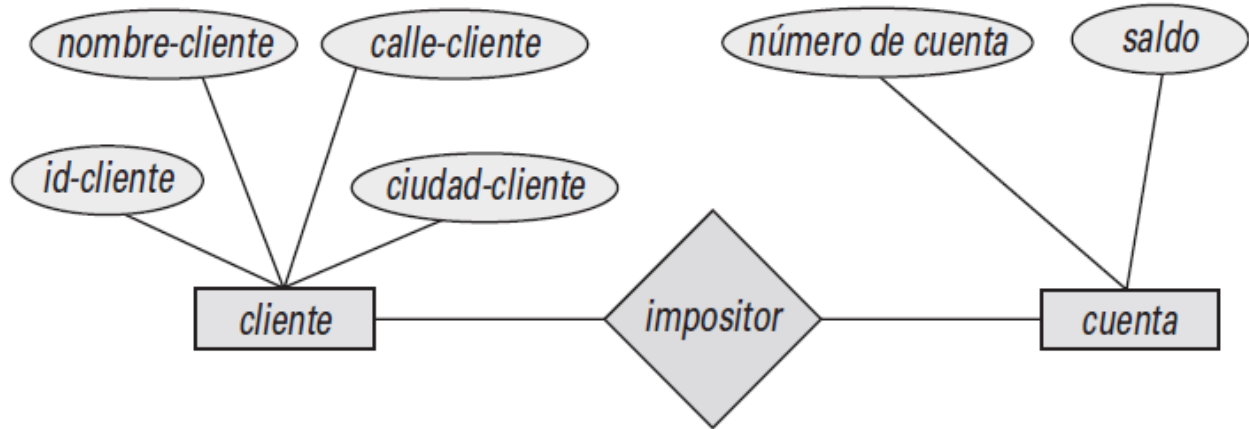 nombre-cliente
calle-cliente
número de cuenta
saldo
id-cliente
ciudad-cliente
cliente
impositor
cuenta